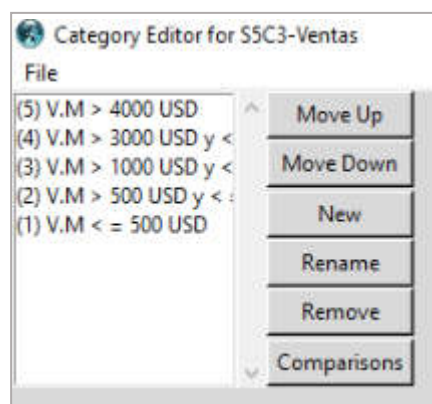 Category Editor for S5C3-Ventas
File
(5) V.M > 4000 USD
(4) V.M > 3000 USD y <
(3) V.M > 1000 USD y <
(2) V.M > 500 USD y <
(1) V.M < = 500 USD
Move Up
Move Down
New
Rename
Remove
Comparisons